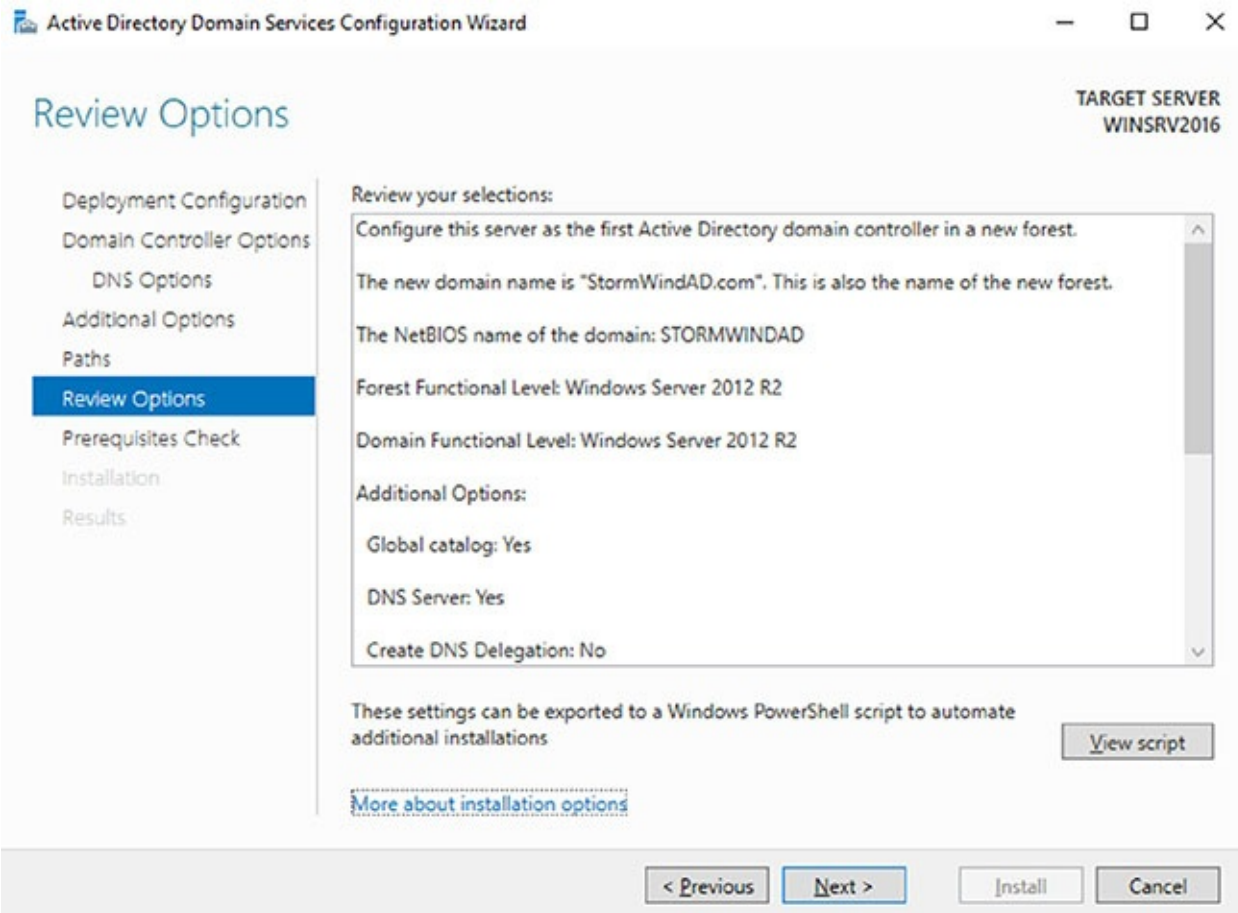 Active Directory Domain Services Configuration Wizard
Review Options
TARGET SERVER
WINSRV2016
Deployment Configuration
Domain Controller Options
DNS Options
Additional Options
Paths
Review Options
Prerequisites Check
Installation
Results
Review your selections:
Configure this server as the first Active Directory domain controller in a new forest.
The new domain name is "StormWindAD.com". This is also the name of the new forest.
The NetBIOS name of the domain: STORMWINDAD
Forest Functional Level: Windows Server 2012 R2
Domain Functional Level: Windows Server 2012 R2
Additional Options:
Global catalog: Yes
DNS Server: Yes
Create DNS Delegation: No
These settings can be exported to a Windows PowerShell script to automate
additional installations
View script
More about installation options
< Previous
Next >
Install
Cancel